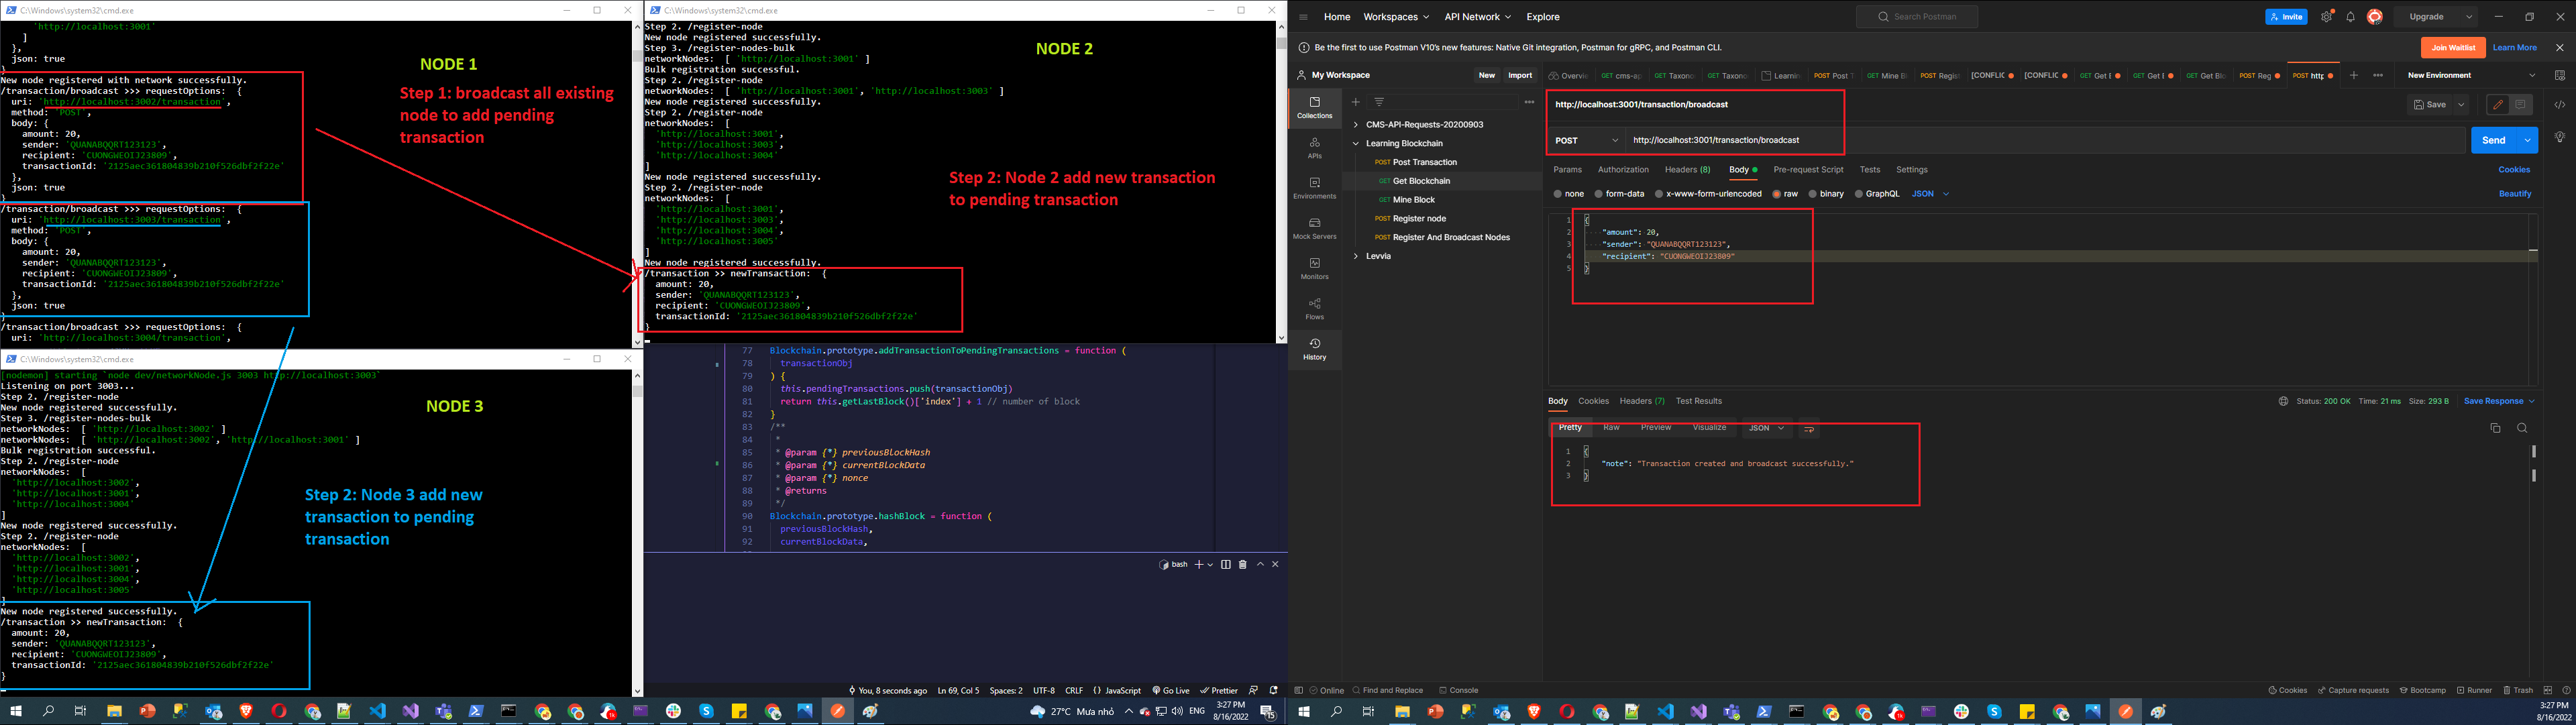 C:\Windows\system32\cmd.exe
'http://localhost:3001'
]
},
json: true
}
New node registered with network successfully.
/transaction/broadcast >>> requestOptions:  {
uri: 'http://localhost:3002/transaction',
method: 'POST',
body: {
amount: 20,
sender: 'QUANABQQRT123123',
recipient: 'CUONGWEOIJ23809',
transactionId: '2125aec361804839b210f526dbf2f22e'
},
json: true
}
/transaction/broadcast >>> requestOptions:  {
uri: 'http://localhost:3003/transaction',
method: 'POST',
body: {
amount: 20,
sender: 'QUANABQQRT123123',
recipient: 'CUONGWEOIJ23809',
transactionId: '2125aec361804839b210f526dbf2f22e'
},
json: true
}
/transaction/broadcast >>> requestOptions:  {
uri: 'http://localhost:3004/transaction',
NODE 1
Step 1: broadcast all existing
node to add pending
transaction
C:\Windows\system32\cmd.exe
[nodemon] starting `node dev/networkNode.js 3003 http://localhost:3003`
Listening on port 3003...
Step 2. /register-node
New node registered successfully.
Step 3. /register-nodes-bulk
networkNodes:  [ 'http://localhost:3002' ]
networkNodes:  [ 'http://localhost:3002', 'http://localhost:3001' ]
Bulk registration successful.
Step 2. /register-node
networkNodes:  [
'http://localhost:3002',
'http://localhost:3001',
'http://localhost:3004'
]
New node registered successfully.
Step 2. /register-node
networkNodes:  [
'http://localhost:3002',
'http://localhost:3001',
'http://localhost:3004',
'http://localhost:3005'
]
New node registered successfully.
/transaction >> newTransaction:  {
amount: 20,
sender: 'QUANABQQRT123123',
recipient: 'CUONGWEOIJ23809',
transactionId: '2125aec361804839b210f526dbf2f22e'
}
NODE 3
Step 2: Node 3 add new
transaction to pending
transaction
C:\Windows\system32\cmd.exe
Step 2. /register-node
New node registered successfully.
Step 3. /register-nodes-bulk
networkNodes:  [ 'http://localhost:3001' ]
Bulk registration successful.
Step 2. /register-node
networkNodes:  [ 'http://localhost:3001', 'http://localhost:3003' ]
New node registered successfully.
Step 2. /register-node
networkNodes:  [
'http://localhost:3001',
'http://localhost:3003',
'http://localhost:3004'
]
New node registered successfully.
Step 2. /register-node
networkNodes:  [
'http://localhost:3001',
'http://localhost:3003',
'http://localhost:3004',
'http://localhost:3005'
]
New node registered successfully.
/transaction >> newTransaction:  {
amount: 20,
sender: 'QUANABQQRT123123',
recipient: 'CUONGWEOIJ23809',
transactionId: '2125aec361804839b210f526dbf2f22e'
}
NODE 2
Step 2: Node 2 add new transaction
to pending transaction
77 Blockchain.prototype.addTransactionToPendingTransactions = function (
78 transactionObj
79 ) {
80 this.pendingTransactions.push(transactionObj)
81 return this.getLastBlock()['index'] + 1 // number of block
82 }
83 /**
84 *
85 * @param {*} previousBlockHash
86 * @param {*} currentBlockData
87 * @param {*} nonce
88 * @returns
89 */
90 Blockchain.prototype.hashBlock = function (
91 previousBlockHash,
92 currentBlockData,
bash
You, 8 seconds ago Ln 69, Col 5 Spaces: 2 UTF-8 CRLF {} JavaScript Go Live Prettier
27°C Mưa nhỏ ENG 3:27 PM
8/16/2022 15
Home Workspaces API Network Explore Search Postman Invite Upgrade
Be the first to use Postman V10's new features: Native Git integration, Postman for gRPC, and Postman CLI. Join Waitlist Learn More
My Workspace New Import
Overvie GET cms-a GET Taxono GET Taxono Learnin POST Post T GET Mine B POST Regist [CONFLIC [CONFLIC GET Get GET Get GET Get Bl POST Reg POST htt New Environment
Collections
APIs
Environments
Mock Servers
Monitors
Flows
History
CMS-API-Requests-20200903
Learning Blockchain
POST Post Transaction
GET Get Blockchain
GET Mine Block
POST Register node
POST Register And Broadcast Nodes
Levvia
http://localhost:3001/transaction/broadcast Save
POST http://localhost:3001/transaction/broadcast Send
Params Authorization Headers (8) Body Pre-request Script Tests Settings Cookies
none form-data x-www-form-urlencoded raw binary GraphQL JSON Beautify
1 {
2 "amount": 20,
3 "sender": "QUANABQQRT123123",
4 "recipient": "CUONGWEOIJ23809"
5 }
Body Cookies Headers (7) Test Results Status: 200 OK Time: 21 ms Size: 293 B Save Response
Pretty Raw Preview Visualize JSON
1 {
2 "note": "Transaction created and broadcast successfully."
3 }
Online Find and Replace Console Cookies Capture requests Bootcamp Runner Trash
3:27 PM
8/16/2022